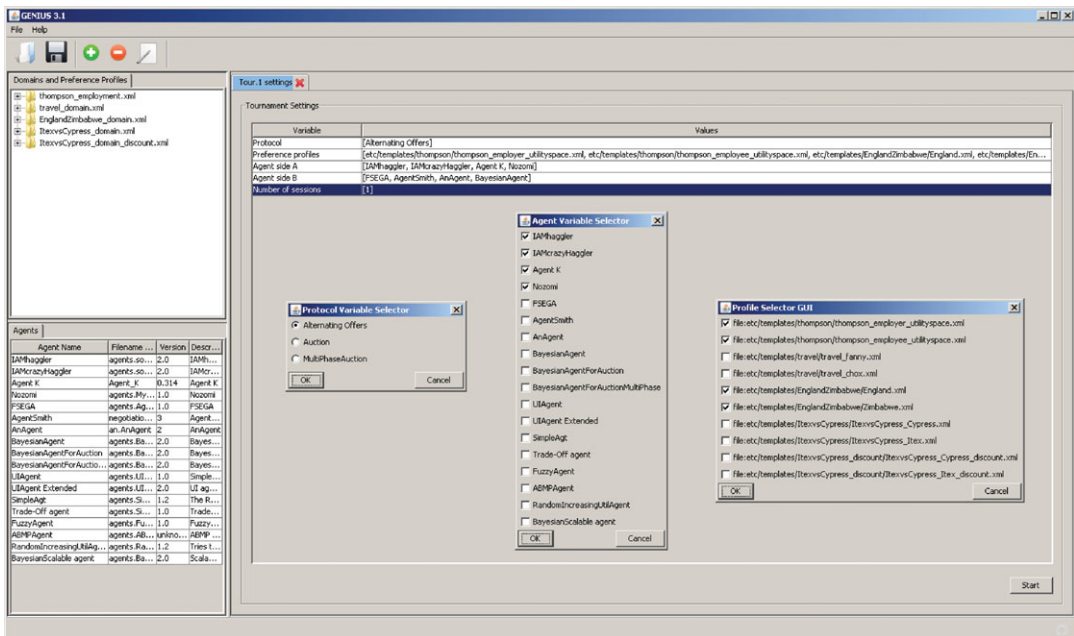 GENIUS 3.1
File Help
Domains and Preference Profiles
thompson_employment.xml
travel_domain.xml
EnglandZimbabwe_domain.xml
ItexvsCypress_domain.xml
ItexvsCypress_domain_discount.xml
Agents
Agent Name Filename ... Version Descr...
IAMhaggler agents.so... 2.0 IAMh...
IAMcrazyHaggler agents.so... 2.0 IAMcr...
Agent K Agent_K 0.314 Agent K
Nozomi agents.My... 1.0 Nozomi
FSEGA agents.Ag... 1.0 FSEGA
AgentSmith negotiatio... 3 Agent...
AnAgent an.AnAgent 2 AnAgent
BayesianAgent agents.Ba... 2.0 Bayes...
BayesianAgentForAuction agents.Ba... 2.0 Bayes...
BayesianAgentForAuctio... agents.Ba... 2.0 Bayes...
UIAgent agents.UI... 1.0 Simple...
UIAgent Extended agents.UI... 2.0 UI ag...
SimpleAgt agents.Si... 1.2 The R...
Trade-Off agent agents.Si... 1.0 Trade...
FuzzyAgent agents.Fu... 1.0 Fuzzy...
ABMPAgent agents.AB... unkno... ABMP ...
RandomIncreasingUtilAg... agents.Ra... 1.2 Tries t...
BayesianScalable agent agents.Ba... 2.0 Scala...
Tour.1 settings
Tournament Settings
Variable Values
Protocol [Alternating Offers]
Preference profiles [etc/templates/thompson/thompson_employer_utilityspace.xml, etc/templates/thompson/thompson_employee_utilityspace.xml, etc/templates/EnglandZimbabwe/England.xml, etc/templates/En...
Agent side A [IAMhaggler, IAMcrazyHaggler, Agent K, Nozomi]
Agent side B [FSEGA, AgentSmith, AnAgent, BayesianAgent]
Number of sessions [1]
Protocol Variable Selector
Alternating Offers
Auction
MultiPhaseAuction
OK Cancel
Agent Variable Selector
IAMhaggler
IAMcrazyHaggler
Agent K
Nozomi
FSEGA
AgentSmith
AnAgent
BayesianAgent
BayesianAgentForAuction
BayesianAgentForAuctionMultiPhase
UIAgent
UIAgent Extended
SimpleAgt
Trade-Off agent
FuzzyAgent
ABMPAgent
RandomIncreasingUtilAgent
BayesianScalable agent
OK Cancel
Profile Selector GUI
file:etc/templates/thompson/thompson_employer_utilityspace.xml
file:etc/templates/thompson/thompson_employee_utilityspace.xml
file:etc/templates/travel/travel_fanny.xml
file:etc/templates/travel/travel_chox.xml
file:etc/templates/EnglandZimbabwe/England.xml
file:etc/templates/EnglandZimbabwe/Zimbabwe.xml
file:etc/templates/ItexvsCypress/ItexvsCypress_Cypress.xml
file:etc/templates/ItexvsCypress/ItexvsCypress_Itex.xml
file:etc/templates/ItexvsCypress_discount/ItexvsCypress_Cypress_discount.xml
file:etc/templates/ItexvsCypress_discount/ItexvsCypress_Itex_discount.xml
OK Cancel
Start